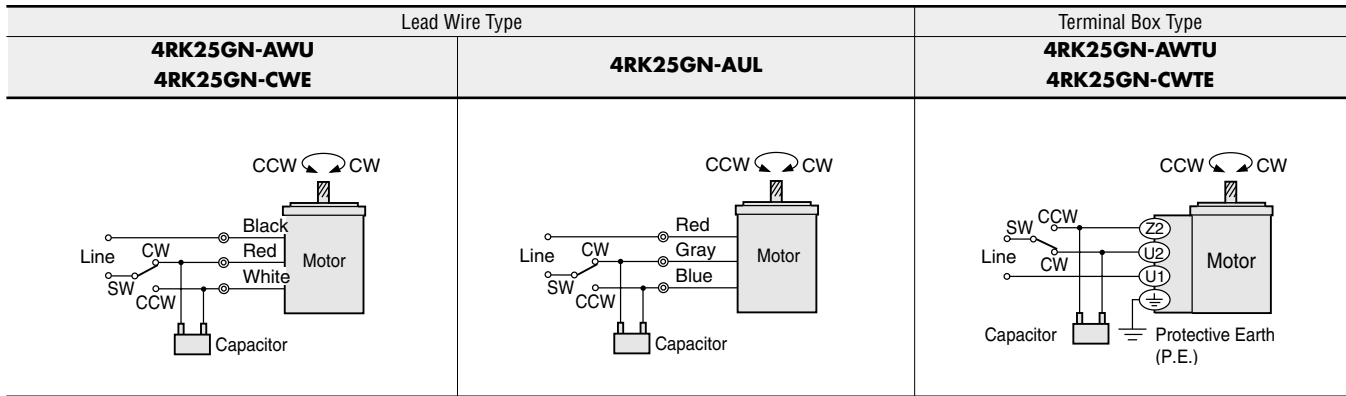 Lead Wire Type
Terminal Box Type
4RK25GN-AWU
4RK25GN-CWE
4RK25GN-AUL
4RK25GN-AWTU
4RK25GN-CWTE
CCW CW
Black
Red
White
Line
CW
SW
CCW
Motor
Capacitor
CCW CW
Red
Gray
Blue
Line
CW
SW
CCW
Motor
Capacitor
CCW CW
CCW
SW
Line
CW
Z2
U2
U1
Motor
Capacitor
Protective Earth
(P.E.)